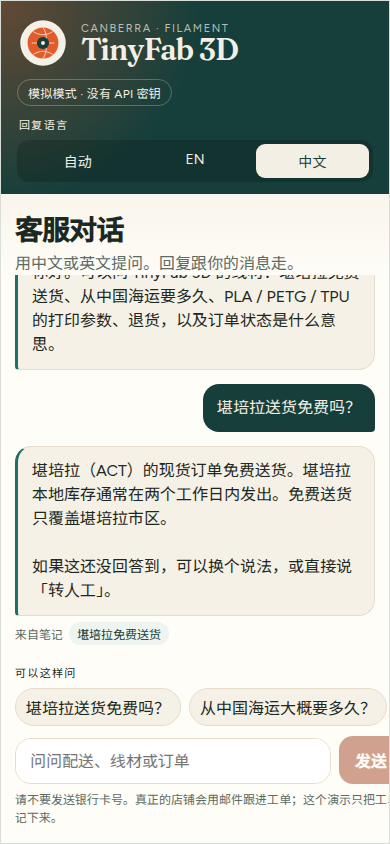 CANBERRA · FILAMENT
TinyFab 3D
模拟模式 · 没有 API 密钥
回复语言
自动
EN
中文
客服对话
用中文或英文提问。回复跟你的消息走。
送货、从中国海运要多久、PLA / PETG / TPU
的打印参数、退货，以及订单状态是什么意
思。
堪培拉送货免费吗？
堪培拉（ACT）的现货订单免费送货。堪培拉
本地库存通常在两个工作日内发出。免费送货
只覆盖堪培拉市区。
如果这还没回答到，可以换个说法，或直接说
「转人工」。
来自笔记
堪培拉免费送货
可以这样问
堪培拉送货免费吗？
从中国海运大概要多久？
问问配送、线材或订单
发送
请不要发送银行卡号。真正的店铺会用邮件跟进工单；这个演示只把工
记下来。